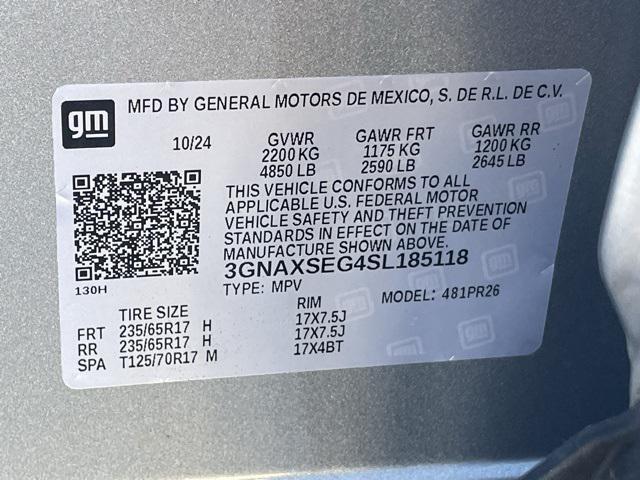 gm MFD BY GENERAL MOTORS DE MEXICO, S. DE R.L. DE C.V.
10/24 GVWR GAWR FRT GAWR RR
2200 KG 1175 KG 1200 KG
4850 LB 2590 LB 2645 LB
THIS VEHICLE CONFORMS TO ALL
APPLICABLE U.S. FEDERAL MOTOR
VEHICLE SAFETY AND THEFT PREVENTION
STANDARDS IN EFFECT ON THE DATE OF
MANUFACTURE SHOWN ABOVE.
3GNAXSEG4SL185118
130H
TYPE: MPV MODEL: 481PR26
TIRE SIZE RIM
FRT 235/65R17 H 17X7.5J
RR 235/65R17 H 17X7.5J
SPA T125/70R17 M 17X4BT